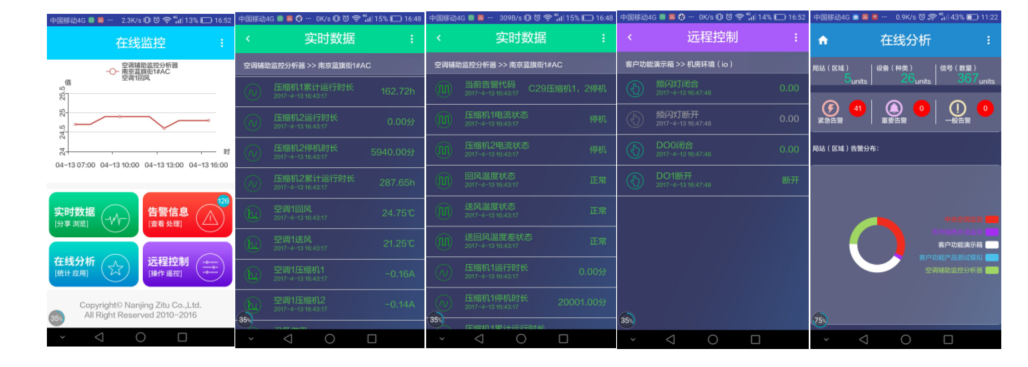 中国移动4G 2.3K/s 13% 16:52
在线监控
空调辅助监控分析器
南京蓝旗街1#AC
空调1回风
值
25.5
25
24.5
24
时
04-13 07:00 04-13 10:00 04-13 13:00 04-13 16:00
实时数据
[分享 浏览]
告警信息
[查看 处理]
126
在线分析
[统计 应用]
远程控制
[操作 遥控]
Copyright© Nanjing Zitu Co.,Ltd.
All Right Reserved 2010-2016
35%
中国移动4G 0K/s 15% 16:48
实时数据
空调辅助监控分析器 >> 南京蓝旗街1#AC
压缩机1累计运行时长 162.72h
2017-4-13 16:43:17
压缩机2运行时长 0.00分
2017-4-13 16:43:17
压缩机2停机时长 5940.00分
2017-4-13 16:43:17
压缩机2累计运行时长 287.65h
2017-4-13 16:43:17
空调1回风 24.75℃
2017-4-13 16:43:17
空调1送风 21.25℃
2017-4-13 16:43:17
空调1压缩机1 -0.16A
2017-4-13 16:43:17
空调1压缩机2 -0.14A
2017-4-13 16:43:17
35%
中国移动4G 309B/s 15% 16:48
实时数据
空调辅助监控分析器 >> 南京蓝旗街1#AC
当前告警代码 C29压缩机1，2停机
2017-4-13 16:43:17
压缩机1电流状态 停机
2017-4-13 16:43:17
压缩机2电流状态 停机
2017-4-13 16:43:17
回风温度状态 正常
2017-4-13 16:43:17
送风温度状态 正常
2017-4-13 16:43:17
送回风温度差状态 正常
2017-4-13 16:43:17
压缩机1运行时长 0.00分
2017-4-13 16:43:17
压缩机1停机时长 20001.00分
2017-4-13 16:43:17
压缩机1累计运行时长
35%
中国移动4G 0K/s 14% 16:52
远程控制
客户功能演示箱 >> 机房环境（io）
频闪灯闭合 0.00
2017-4-13 16:47:48
频闪灯断开 0.00
2017-4-13 16:47:48
DO0闭合 0.00
2017-4-13 16:47:48
DO1断开 断开
2017-4-13 16:47:48
35%
中国移动4G 0.9K/s 43% 11:22
在线分析
局站（区域） 设备（种类） 信号（数量）
5units 26units 367units
41 0 0
紧急告警 重要告警 一般告警
局站（区域）告警分布:
客户功能演示箱
客户功能产品测试模拟
空调辅助监控分析器
75%